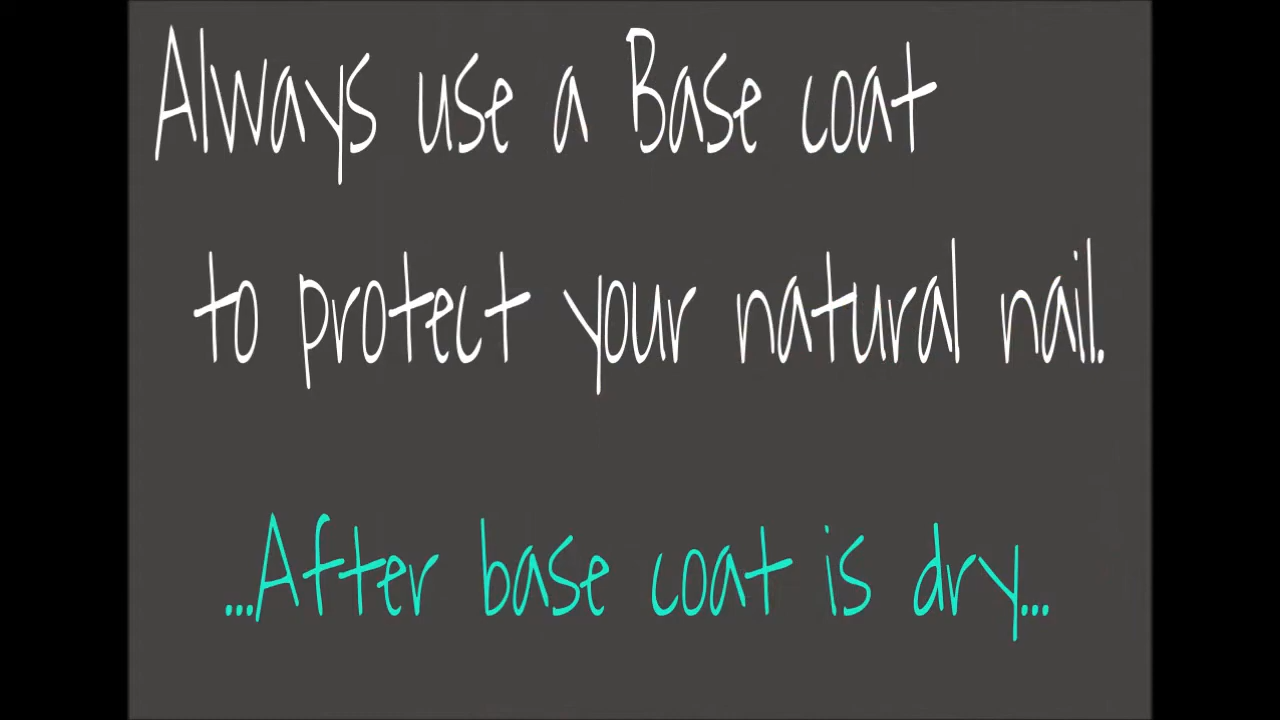 Always use a Base coat
to protect your natural nail.
...After base coat is dry...